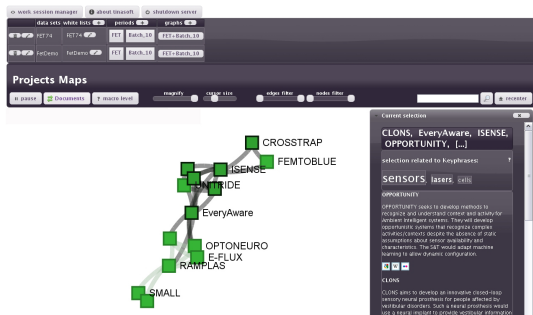 work session manager about tinasoft shutdown server
data sets white lists periods graphs
FET74 FET74 FET Batch_10 FET+Batch_10
FetDemo fetDemo FET Batch_10 FET+Batch_10
Projects Maps
pause Documents ? macro level magnify cursor size edges filter nodes filter recenter
CROSSTRAP
FEMTOBLUE
ISENSE
UNITRIDE
EveryAware
OPTONEURO
E-FLUX
RAMPLAS
SMALL
Current selection
CLONS, EveryAware, ISENSE,
OPPORTUNITY, [...]
selection related to Keyphrases: ?
sensors, lasers, cells
OPPORTUNITY
OPPORTUNITY seeks to develop methods to
recognize and understand context and activity for
Ambient Intelligent systems. They will develop
opportunistic systems that recognize complex
activities/contexts despite the absence of static
assumptions about sensor availability and
characteristics. The S&T would adapt machine
learning to allow dynamic configuration.
CLONS
CLONS aims to develop an innovative closed-loop
sensory neural prosthesis for people affected by
vestibular disorders. Such a neural prosthesis would
use a neural implant to provide vestibular information